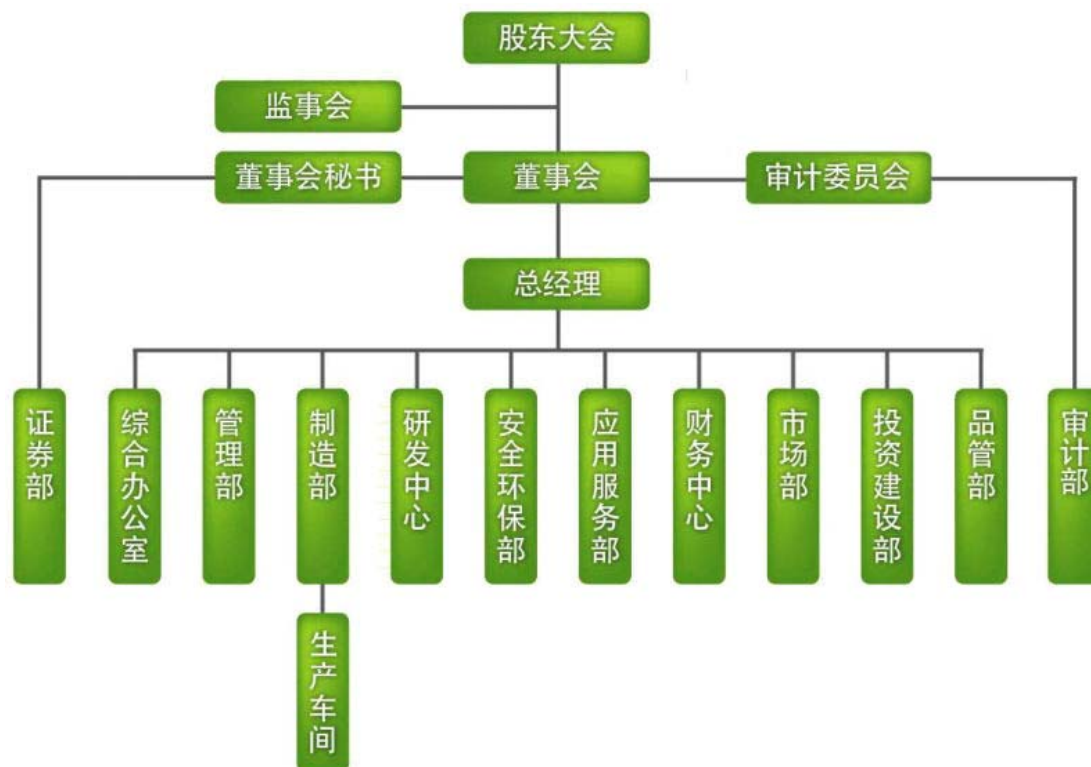 股东大会
监事会
董事会秘书
董事会
审计委员会
总经理
证券部
综合办公室
管理部
制造部
研发中心
安全环保部
应用服务部
财务中心
市场部
投资建设部
品管部
审计部
生产车间